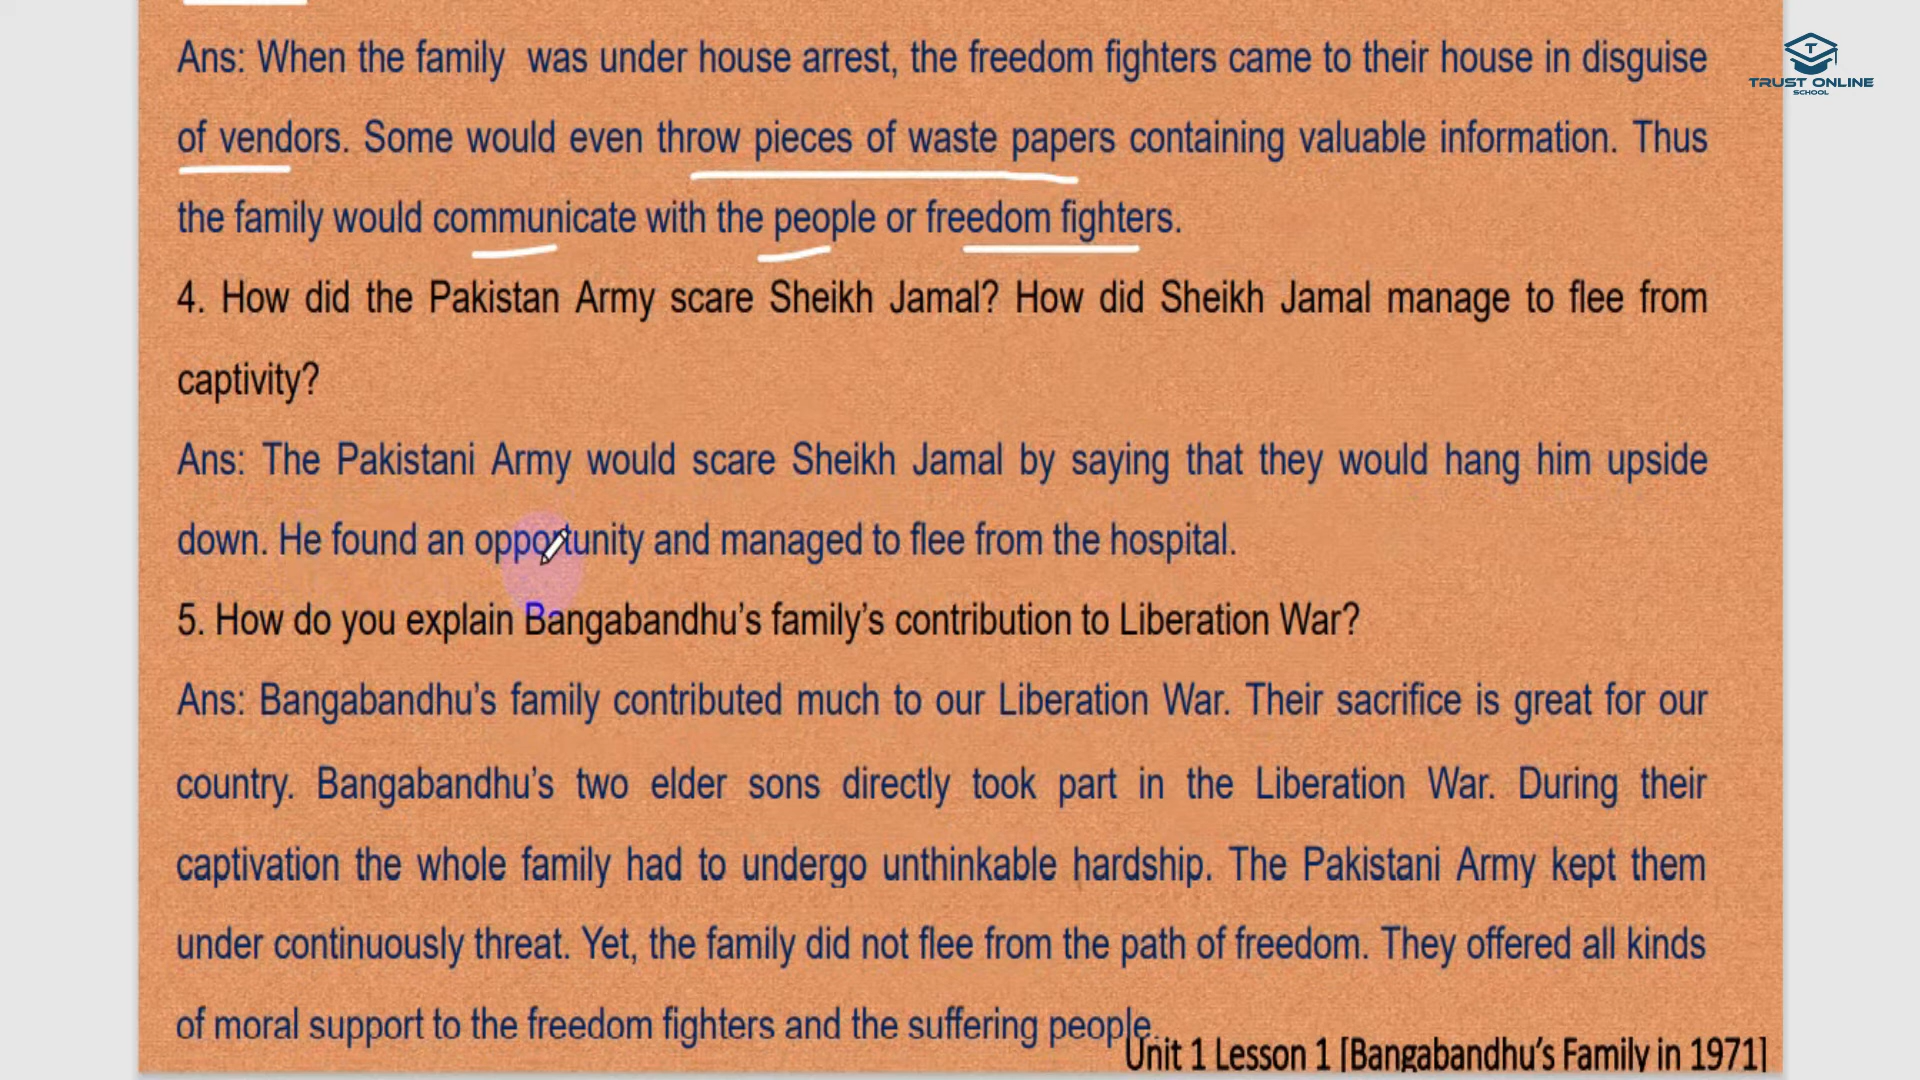 Ans: When the family was under house arrest, the freedom fighters came to their house in disguise
of vendors. Some would even throw pieces of waste papers containing valuable information. Thus
the family would communicate with the people or freedom fighters.
4. How did the Pakistan Army scare Sheikh Jamal? How did Sheikh Jamal manage to flee from
captivity?
Ans: The Pakistani Army would scare Sheikh Jamal by saying that they would hang him upside
down. He found an opportunity and managed to flee from the hospital.
5. How do you explain Bangabandhu’s family’s contribution to Liberation War?
Ans: Bangabandhu’s family contributed much to our Liberation War. Their sacrifice is great for our
country. Bangabandhu’s two elder sons directly took part in the Liberation War. During their
captivation the whole family had to undergo unthinkable hardship. The Pakistani Army kept them
under continuously threat. Yet, the family did not flee from the path of freedom. They offered all kinds
of moral support to the freedom fighters and the suffering people.
Unit 1 Lesson 1 [Bangabandhu’s Family in 1971]
T
TRUST ONLINE
SCHOOL